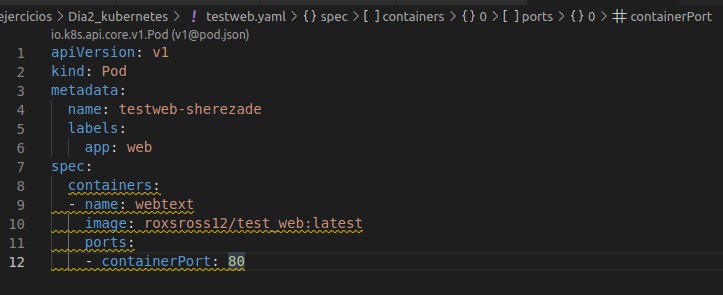 ejercicios > Dia2_kubernetes > ! testweb.yaml > {} spec > [ ] containers > {} 0 > [ ] ports > {} 0 > # containerPort
io.k8s.api.core.v1.Pod (v1@pod.json)
1 apiVersion: v1
2 kind: Pod
3 metadata:
4   name: testweb-sherezade
5   labels:
6     app: web
7 spec:
8   containers:
9   - name: webtext
10     image: roxsross12/test_web:latest
11     ports:
12     - containerPort: 80